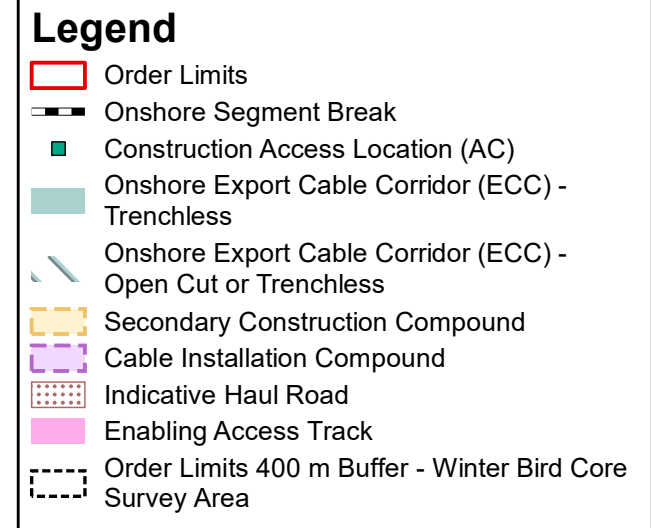 Legend
Order Limits
Onshore Segment Break
Construction Access Location (AC)
Onshore Export Cable Corridor (ECC) -
Trenchless
Onshore Export Cable Corridor (ECC) -
Open Cut or Trenchless
Secondary Construction Compound
Cable Installation Compound
Indicative Haul Road
Enabling Access Track
Order Limits 400 m Buffer - Winter Bird Core
Survey Area